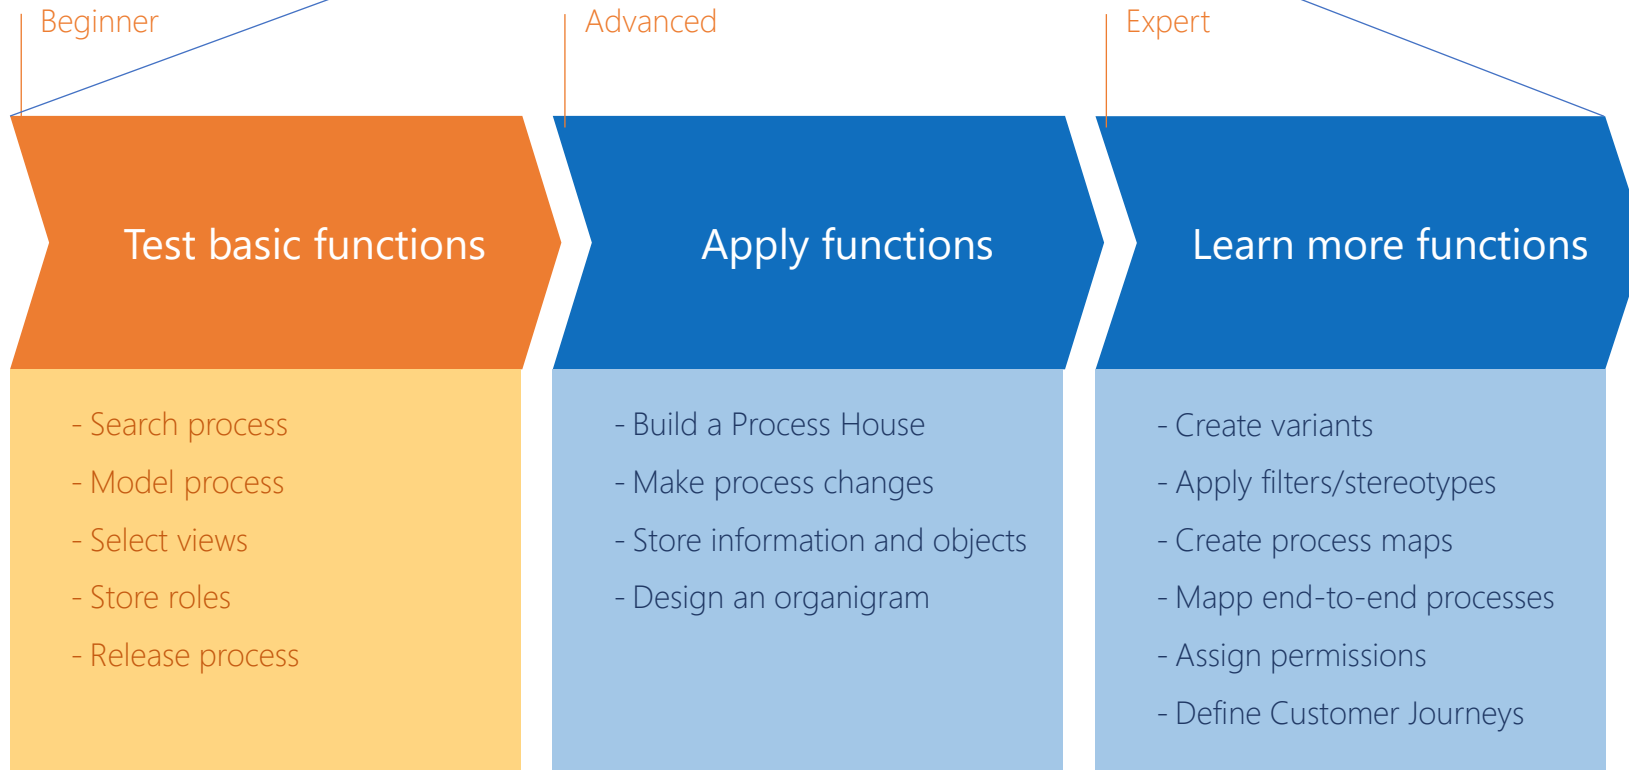 Beginner
Advanced
Expert
Test basic functions
Apply functions
Learn more functions
- Search process
- Model process
- Select views
- Store roles
- Release process
- Build a Process House
- Make process changes
- Store information and objects
- Design an organigram
- Create variants
- Apply filters/stereotypes
- Create process maps
- Mapp end-to-end processes
- Assign permissions
- Define Customer Journeys